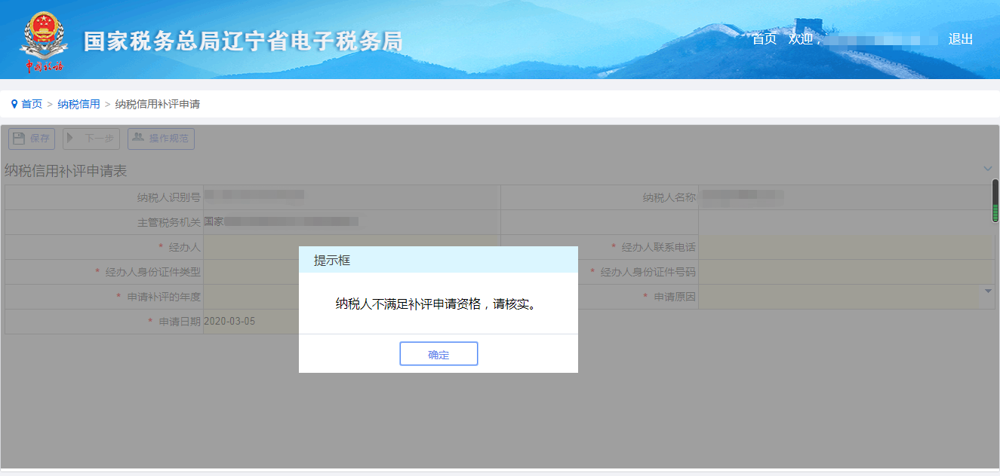 国家税务总局辽宁省电子税务局
首页 欢迎, 退出
中国税务
首页 > 纳税信用 > 纳税信用补评申请
保存 下一步 操作规范
纳税信用补评申请表
纳税人识别号 纳税人名称
主管税务机关 国家
* 经办人 * 经办人联系电话
* 经办人身份证件类型 * 经办人身份证件号码
* 申请补评的年度 * 申请原因
* 申请日期 2020-03-05
提示框
纳税人不满足补评申请资格，请核实。
确定